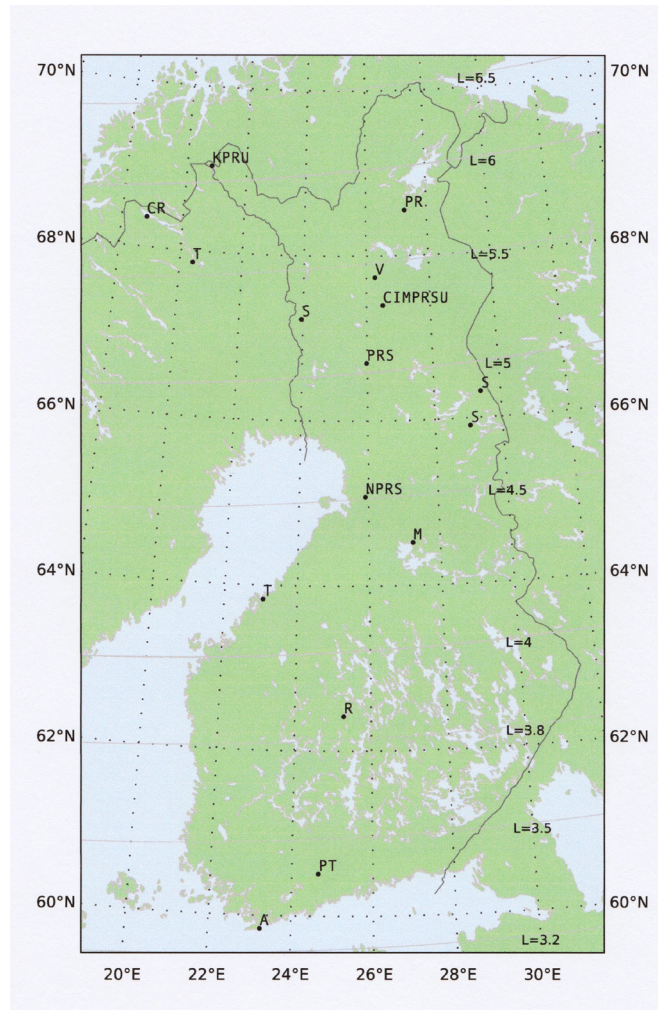 70°N L=6.5 70°N
KPRU L=6
CR PR
68°N T L=5.5 68°N
V
CIMPRSU
S
PRS L=5
S
66°N S 66°N
NPRS L=4.5
M
64°N T 64°N
L=4
R
62°N L=3.8 62°N
L=3.5
PT
60°N A 60°N
L=3.2
20°E 22°E 24°E 26°E 28°E 30°E